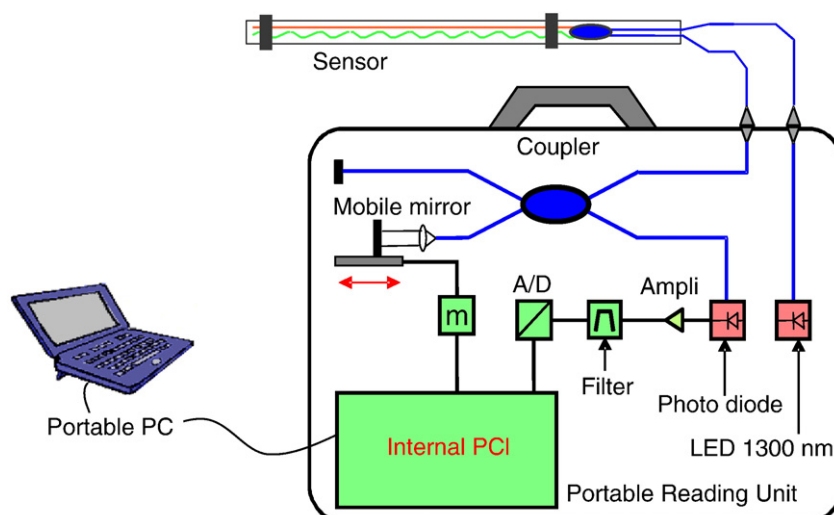 Sensor
Coupler
Mobile mirror
A/D
Ampli
m
Filter
Photo diode
Portable PC
Internal PCI
LED 1300 nm
Portable Reading Unit